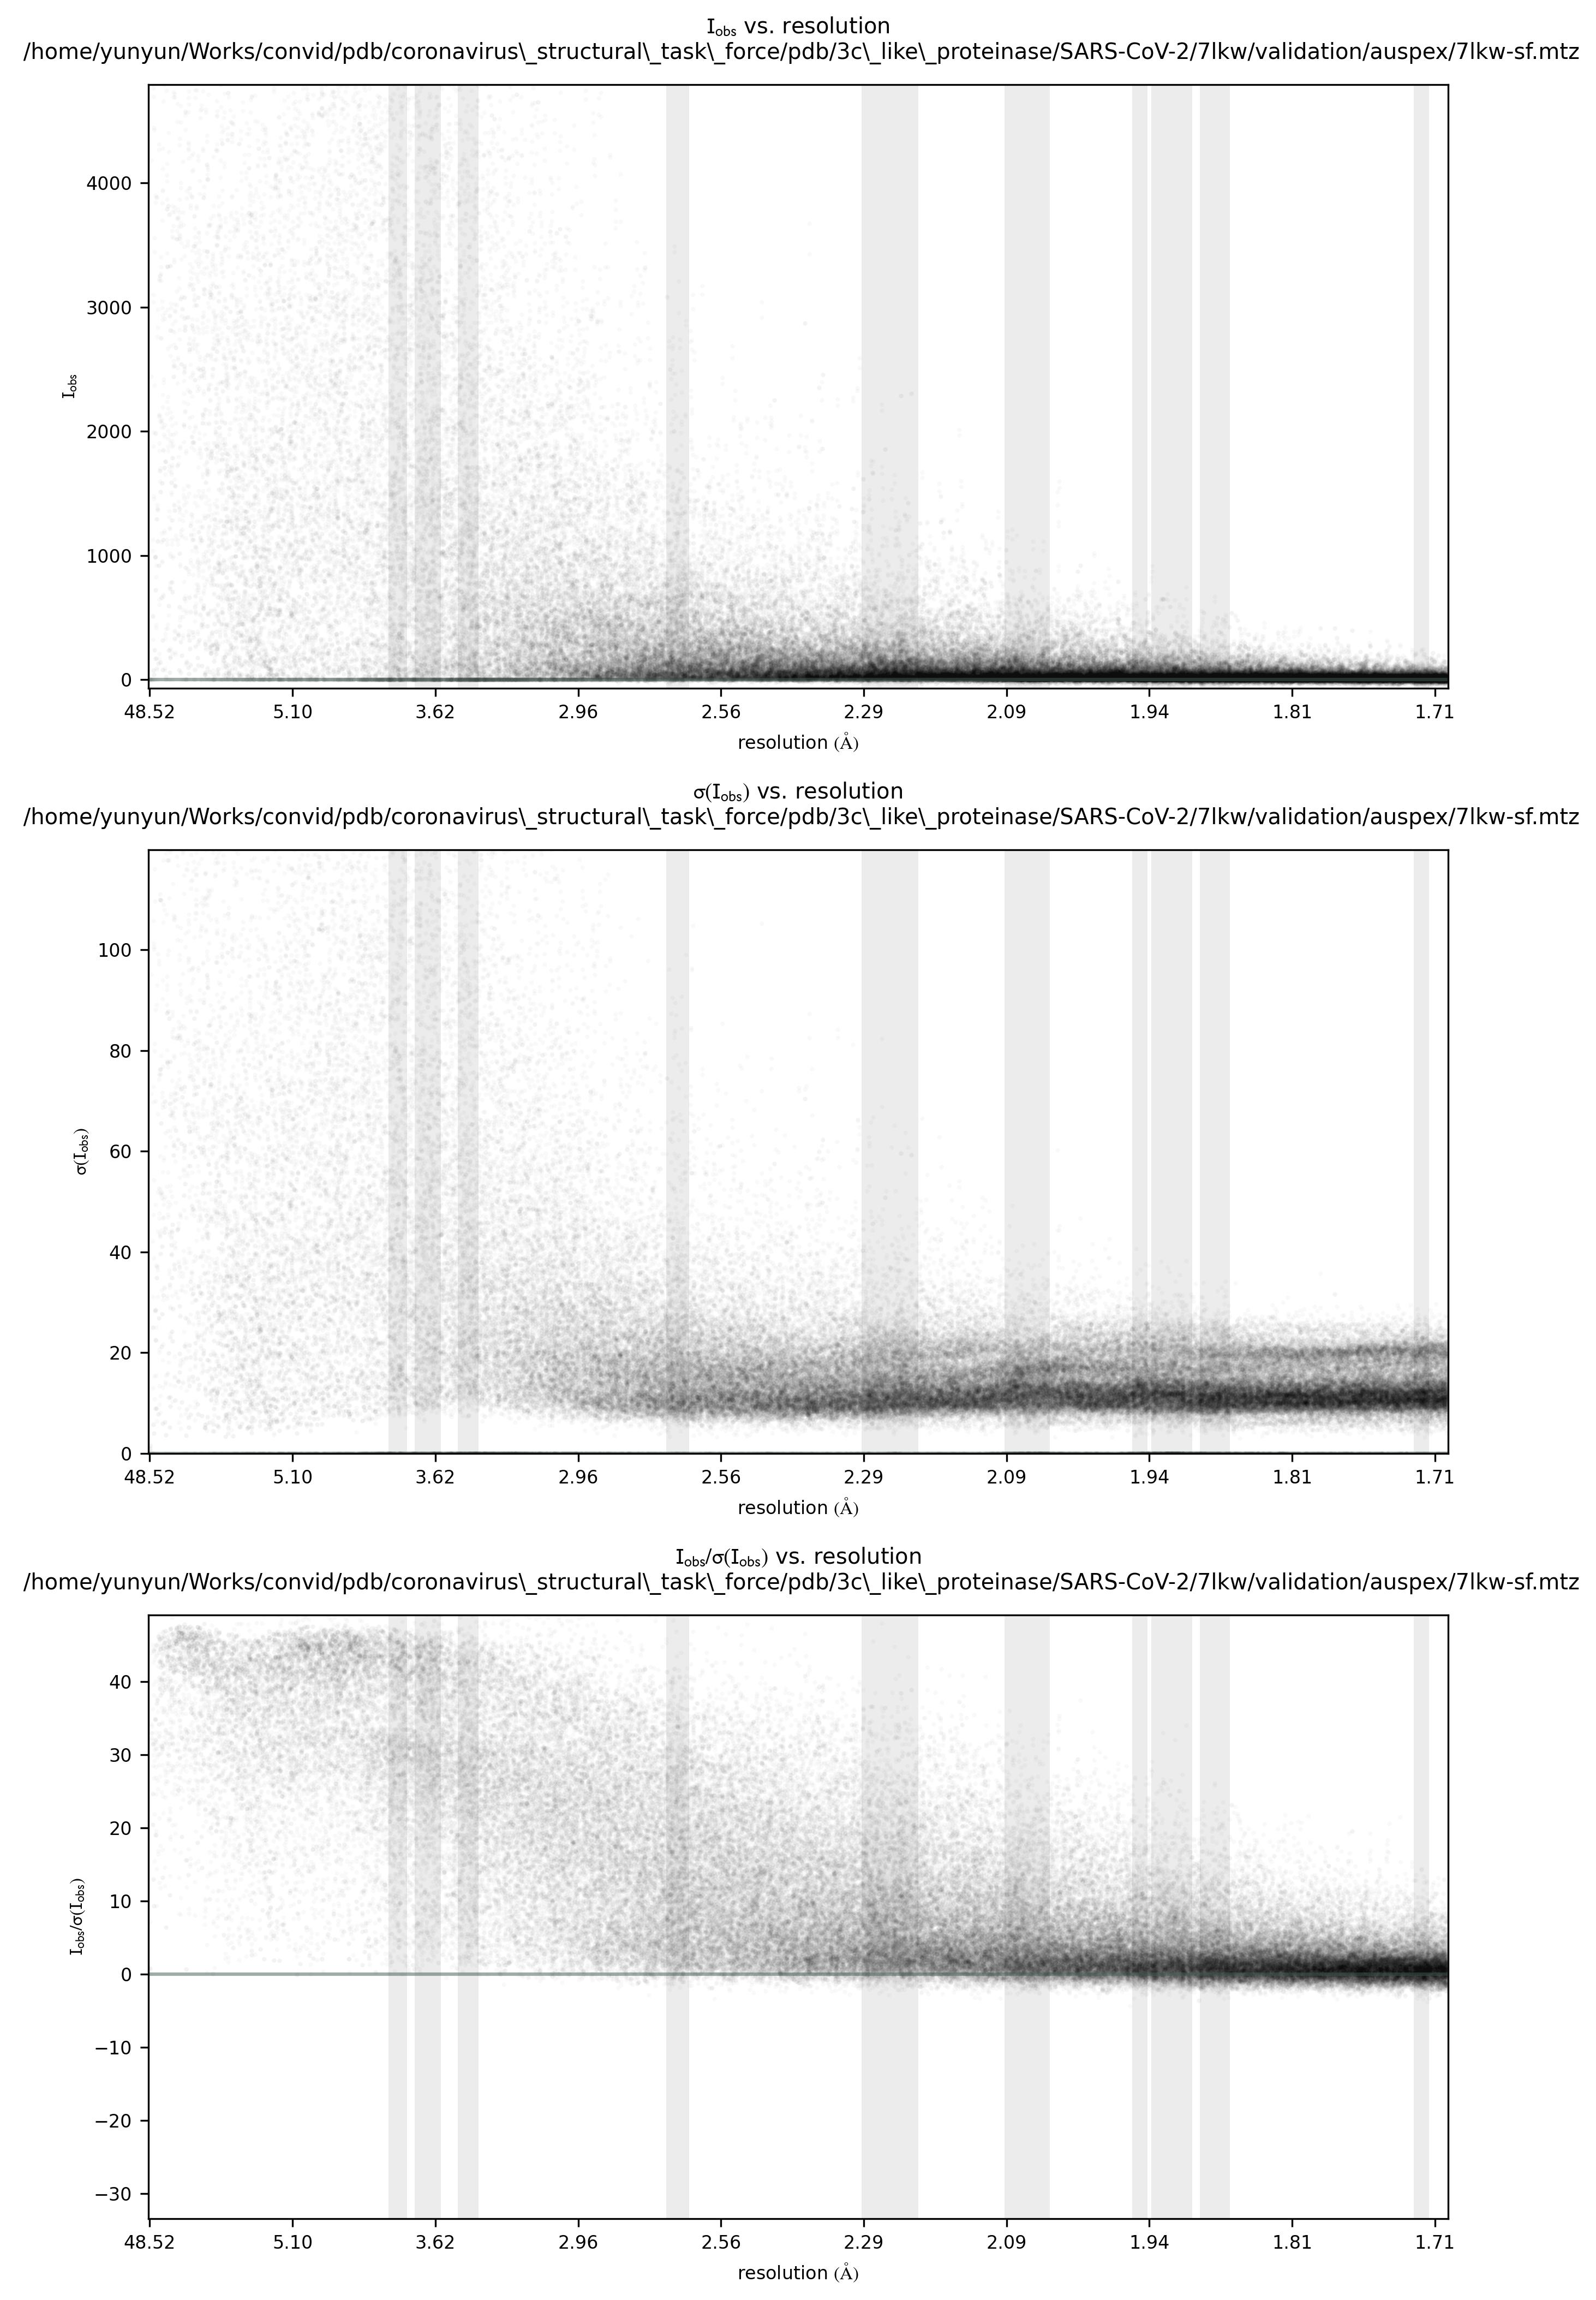 I_obs vs. resolution
/home/yunyun/Works/convid/pdb/coronavirus\_structural\_task\_force/pdb/3c\_like\_proteinase/SARS-CoV-2/7lkw/validation/auspex/7lkw-sf.mtz
4000
3000
2000
1000
0
I_obs
48.52 5.10 3.62 2.96 2.56 2.29 2.09 1.94 1.81 1.71
resolution (Å)
σ(I_obs) vs. resolution
/home/yunyun/Works/convid/pdb/coronavirus\_structural\_task\_force/pdb/3c\_like\_proteinase/SARS-CoV-2/7lkw/validation/auspex/7lkw-sf.mtz
100
80
60
40
20
0
σ(I_obs)
48.52 5.10 3.62 2.96 2.56 2.29 2.09 1.94 1.81 1.71
resolution (Å)
I_obs/σ(I_obs) vs. resolution
/home/yunyun/Works/convid/pdb/coronavirus\_structural\_task\_force/pdb/3c\_like\_proteinase/SARS-CoV-2/7lkw/validation/auspex/7lkw-sf.mtz
40
30
20
10
0
−10
−20
−30
I_obs/σ(I_obs)
48.52 5.10 3.62 2.96 2.56 2.29 2.09 1.94 1.81 1.71
resolution (Å)